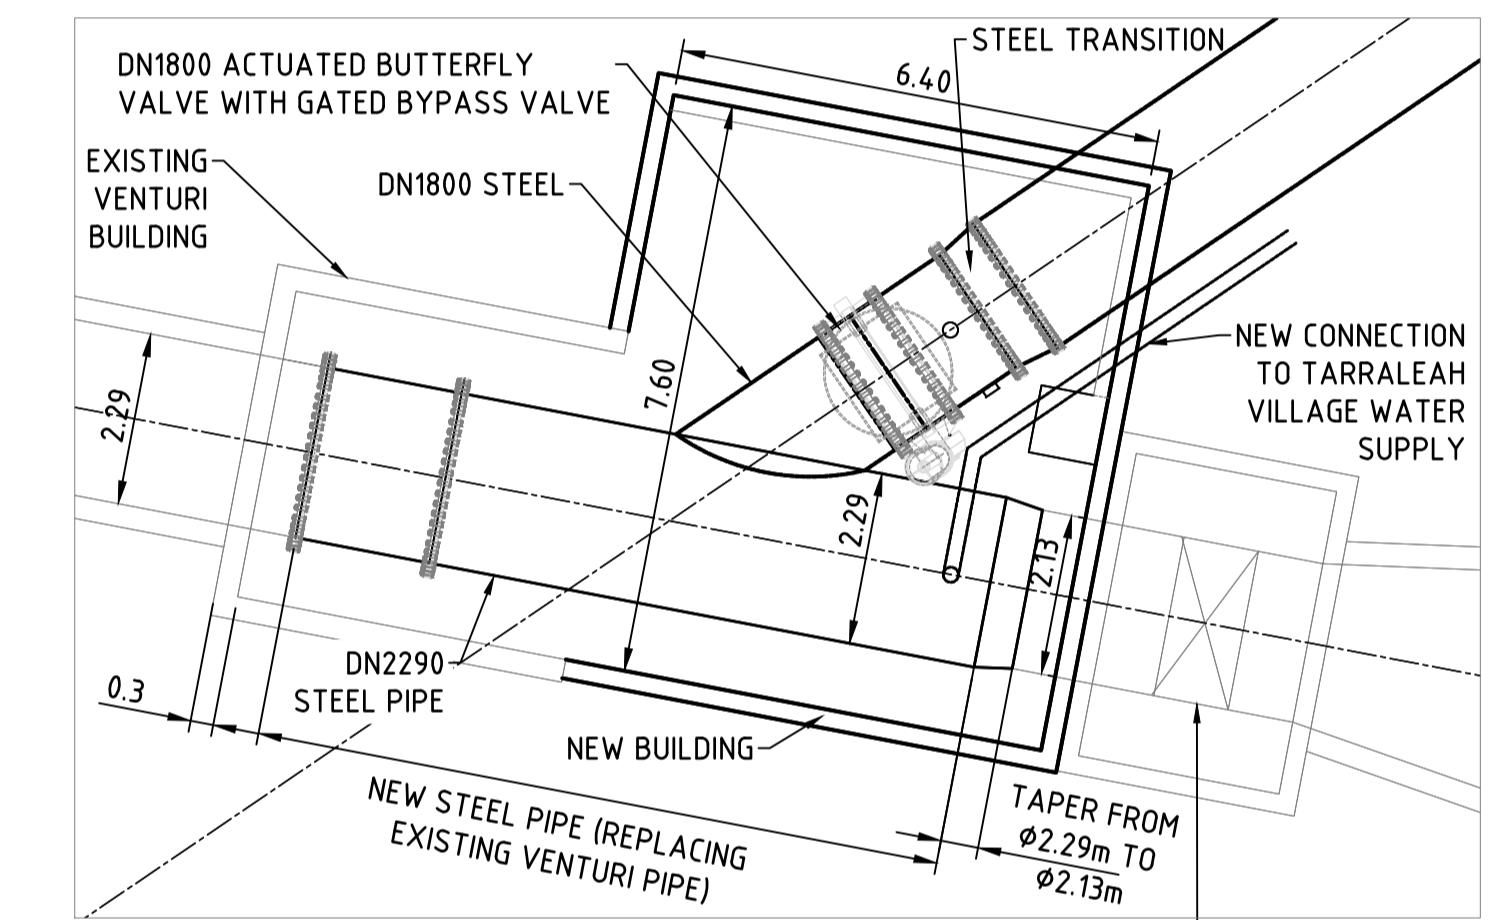 DN1800 ACTUATED BUTTERFLY
VALVE WITH GATED BYPASS VALVE
STEEL TRANSITION
6.40
EXISTING
VENTURI
BUILDING
DN1800 STEEL
NEW CONNECTION
TO TARRALEAH
VILLAGE WATER
SUPPLY
2.29
7.60
2.29
2.13
DN2290
STEEL PIPE
0.3
NEW BUILDING
NEW STEEL PIPE (REPLACING
EXISTING VENTURI PIPE)
TAPER FROM
Φ2.29m TO
Φ2.13m